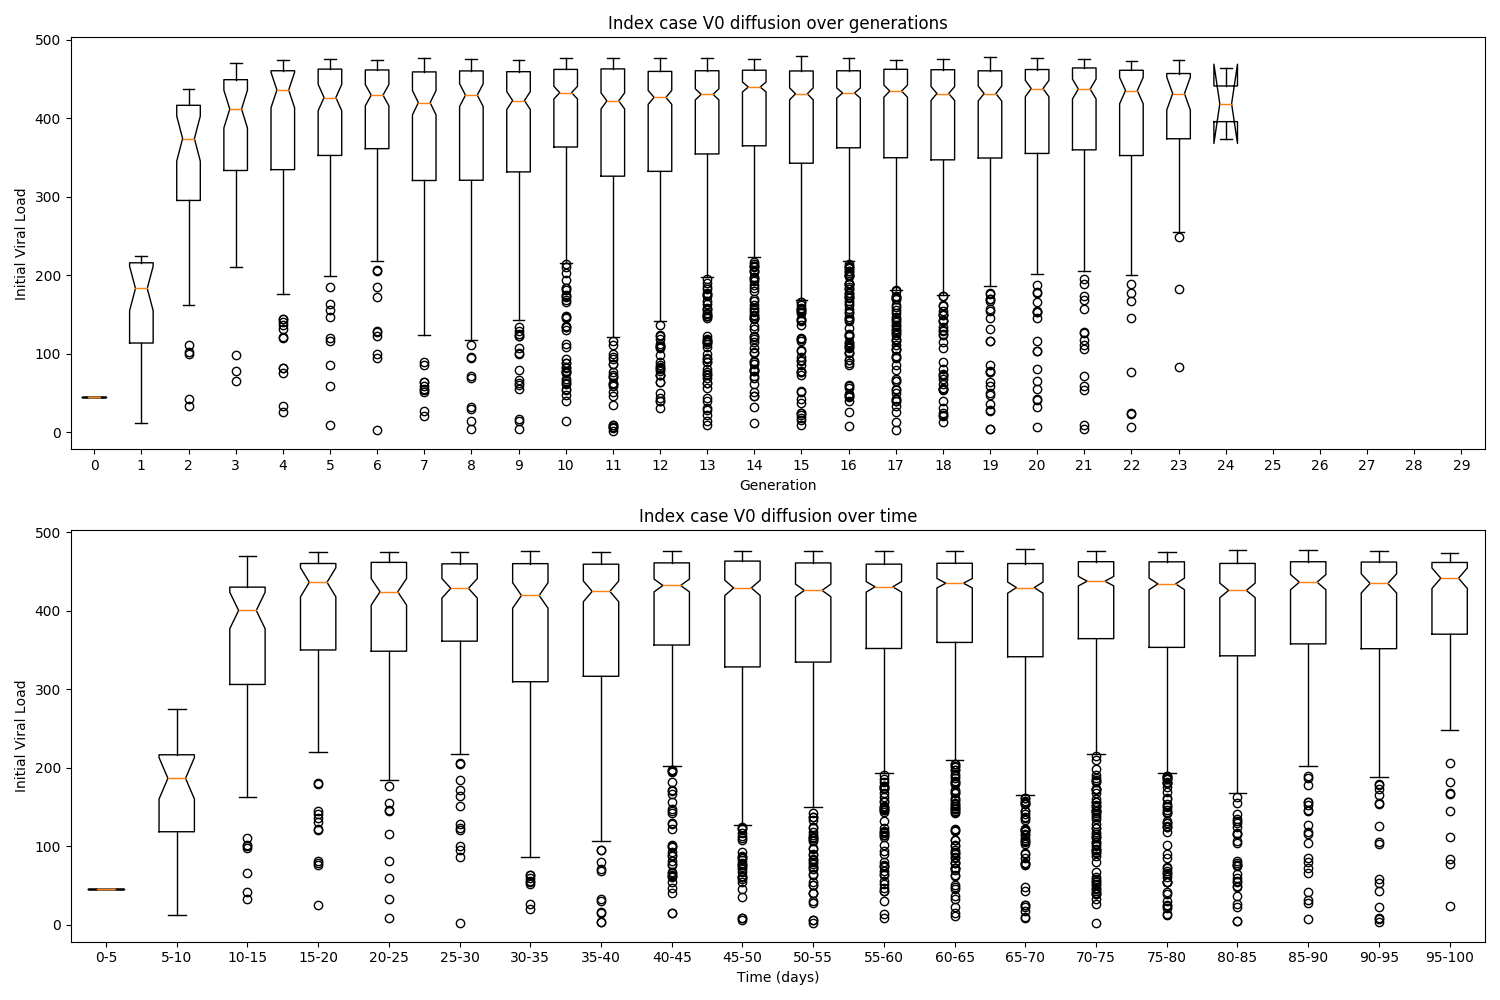 Index case V0 diffusion over generations
500
400
300
200
100
0
Initial Viral Load
0 1 2 3 4 5 6 7 8 9 10 11 12 13 14 15 16 17 18 19 20 21 22 23 24 25 26 27 28 29
Generation
Index case V0 diffusion over time
500
400
300
200
100
0
Initial Viral Load
0-5 5-10 10-15 15-20 20-25 25-30 30-35 35-40 40-45 45-50 50-55 55-60 60-65 65-70 70-75 75-80 80-85 85-90 90-95 95-100
Time (days)